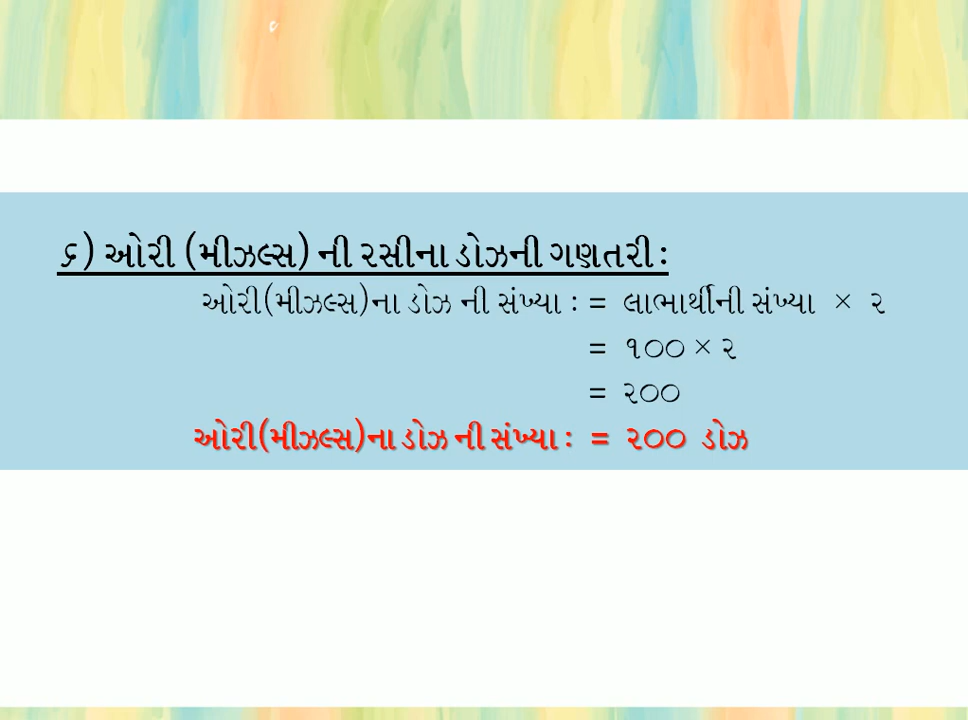 ૬) ઓરી (મીઝલ્સ) ની રસીના ડોઝની ગણતરી :
ઓરી(મીઝલ્સ)ના ડોઝ ની સંખ્યા : = લાભાર્થીની સંખ્યા × ૨
= ૧૦૦ × ૨
= ૨૦૦
ઓરી(મીઝલ્સ)ના ડોઝ ની સંખ્યા : = ૨૦૦ ડોઝ